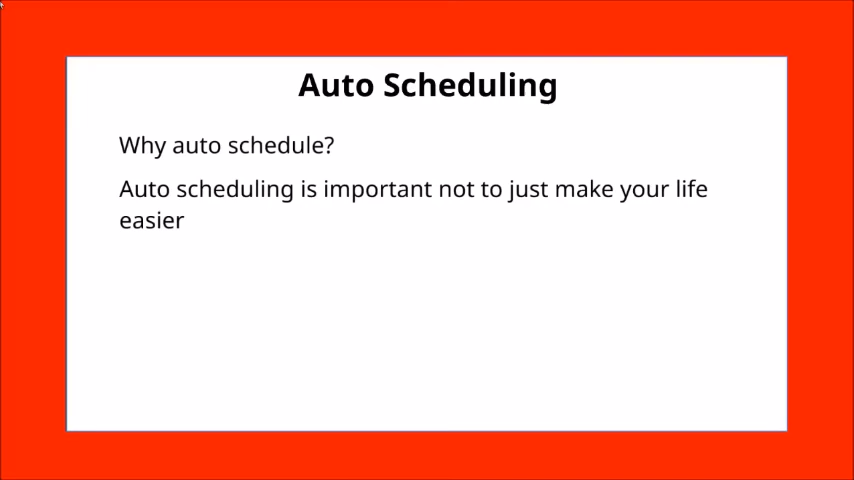 Auto Scheduling
Why auto schedule?
Auto scheduling is important not to just make your life
easier